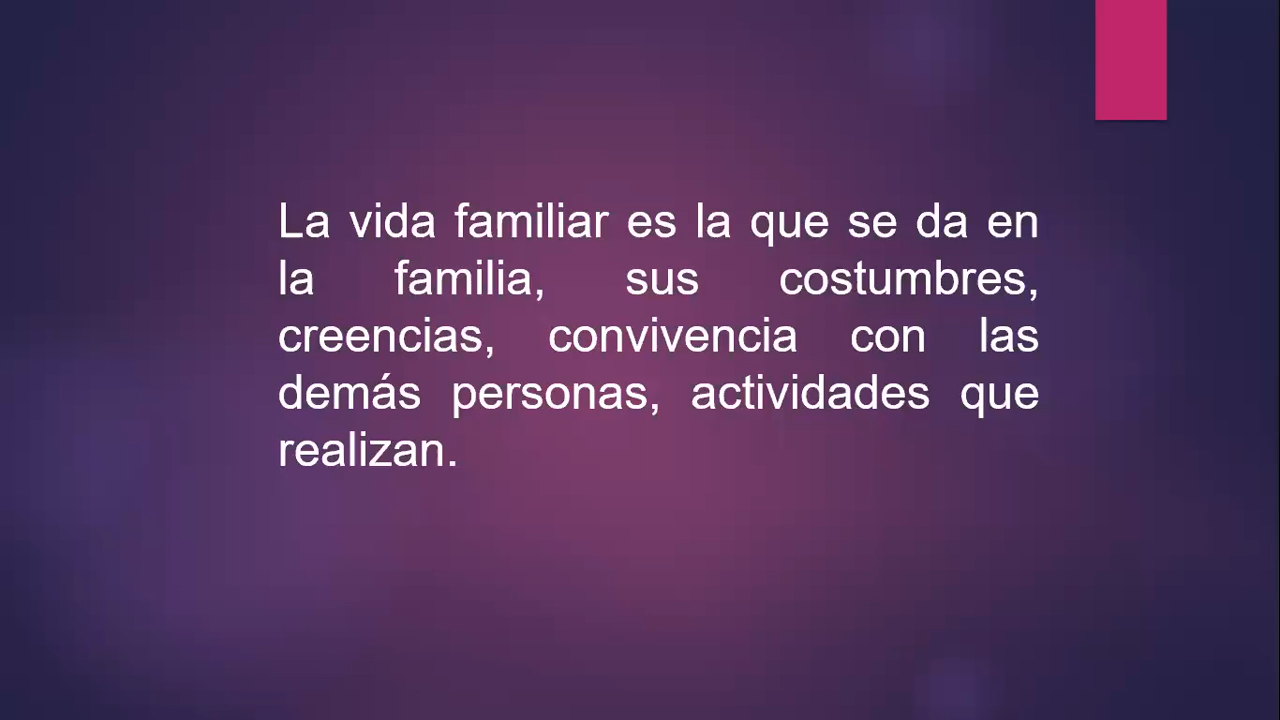 La vida familiar es la que se da en
la familia, sus costumbres,
creencias, convivencia con las
demás personas, actividades que
realizan.